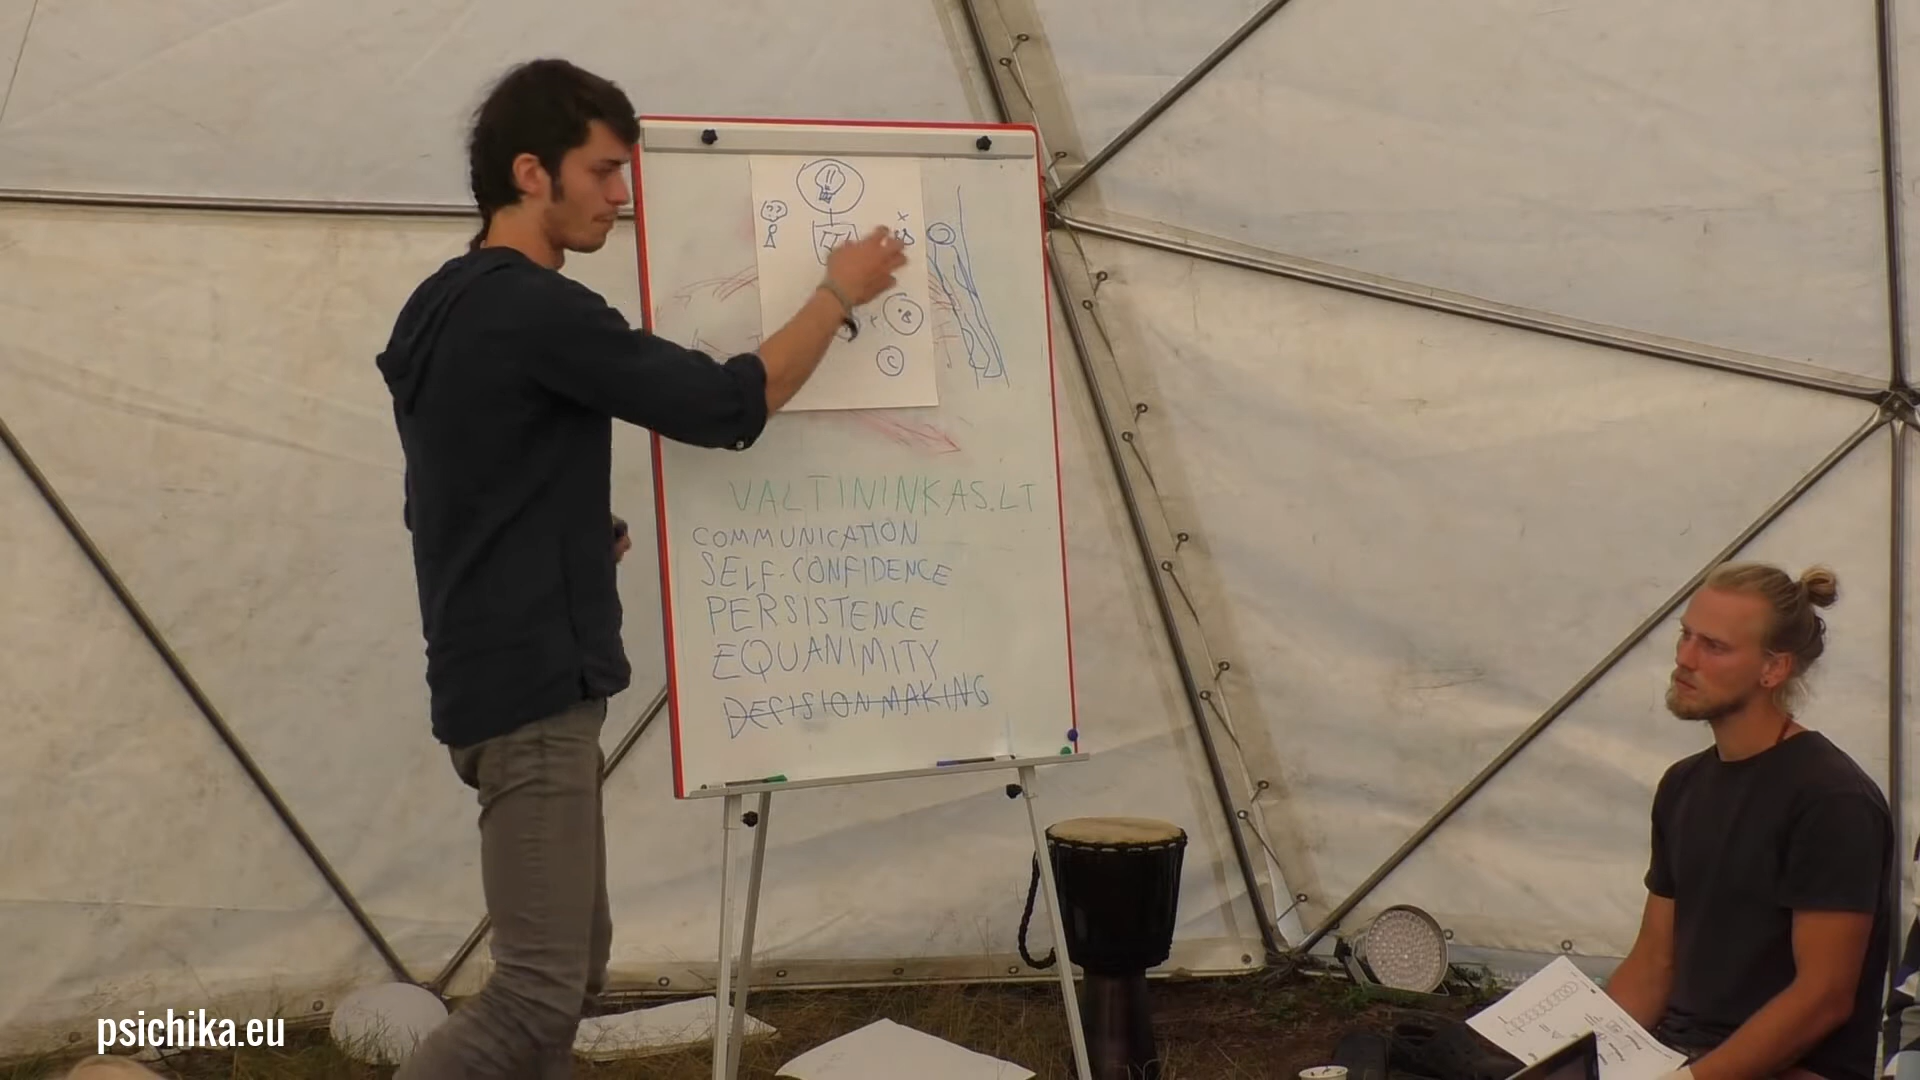 ??
C
VALTININKAS.LT
COMMUNICATION
SELF-CONFIDENCE
PERSISTENCE
EQUANIMITY
DECISION MAKING
psichika.eu